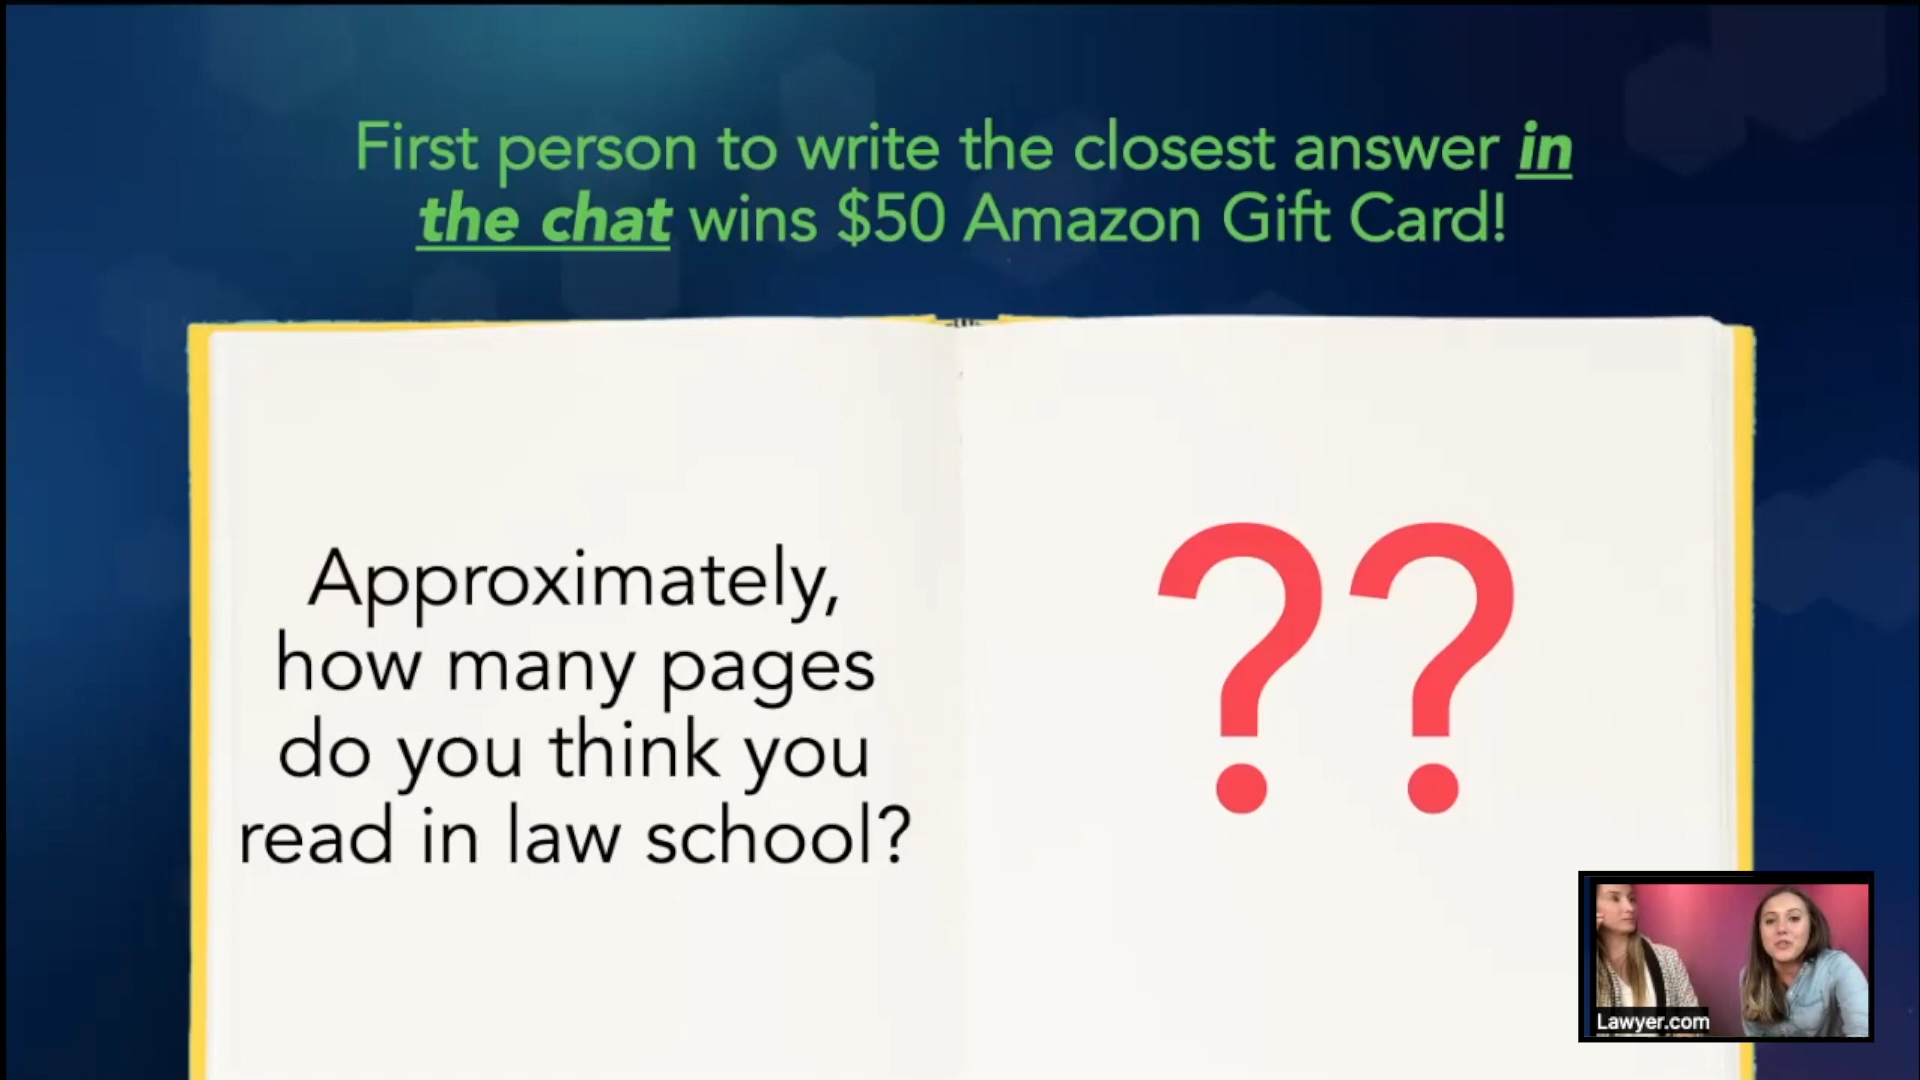 First person to write the closest answer in
the chat wins $50 Amazon Gift Card!
Approximately,
how many pages
do you think you
read in law school?
??
Lawyer.com